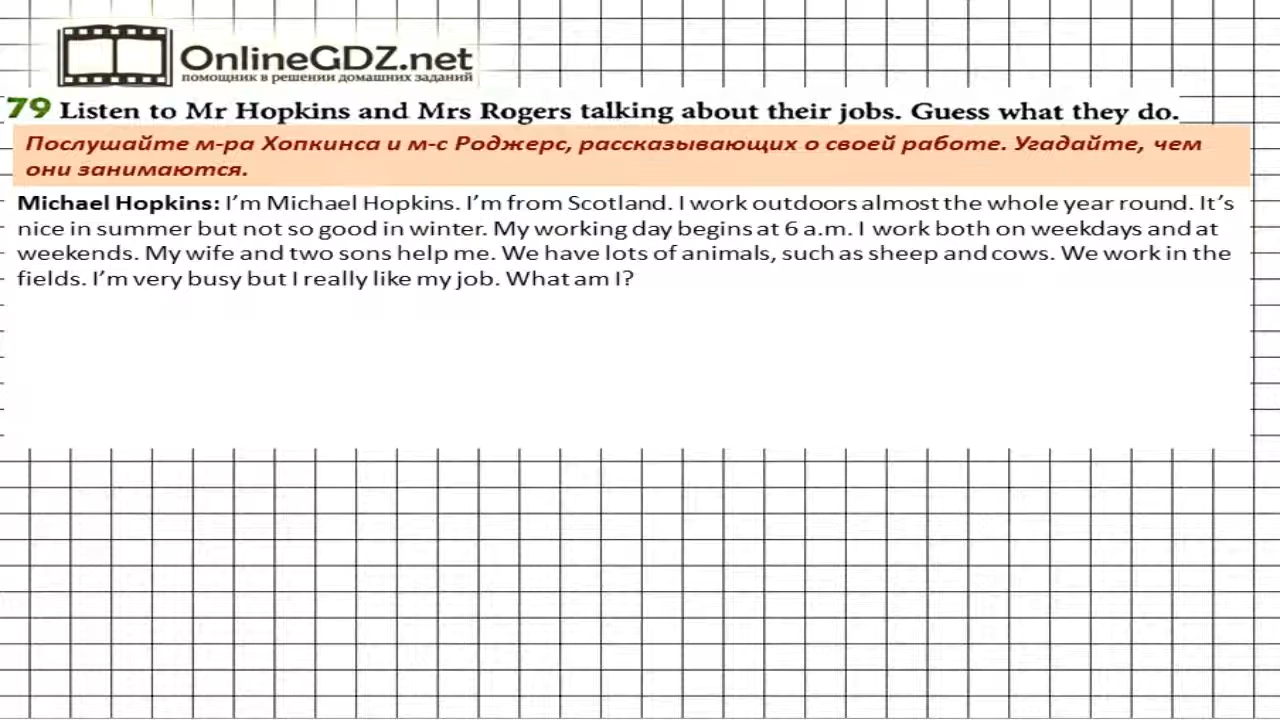 OnlineGDZ.net
помощник в решении домашних заданий
79 Listen to Mr Hopkins and Mrs Rogers talking about their jobs. Guess what they do.
Послушайте м-ра Хопкинса и м-с Роджерс, рассказывающих о своей работе. Угадайте, чем
они занимаются.
Michael Hopkins: I'm Michael Hopkins. I'm from Scotland. I work outdoors almost the whole year round. It's
nice in summer but not so good in winter. My working day begins at 6 a.m. I work both on weekdays and at
weekends. My wife and two sons help me. We have lots of animals, such as sheep and cows. We work in the
fields. I'm very busy but I really like my job. What am I?